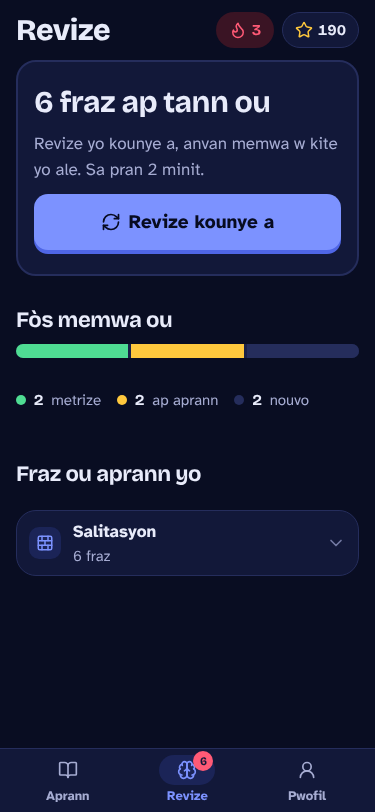 Revize
3
190
6 fraz ap tann ou
Revize yo kounye a, anvan memwa w kite
yo ale. Sa pran 2 minit.
Revize kounye a
Fòs memwa ou
2 metrize
2 ap aprann
2 nouvo
Fraz ou aprann yo
Salitasyon
6 fraz
6
Aprann
Revize
Pwofil